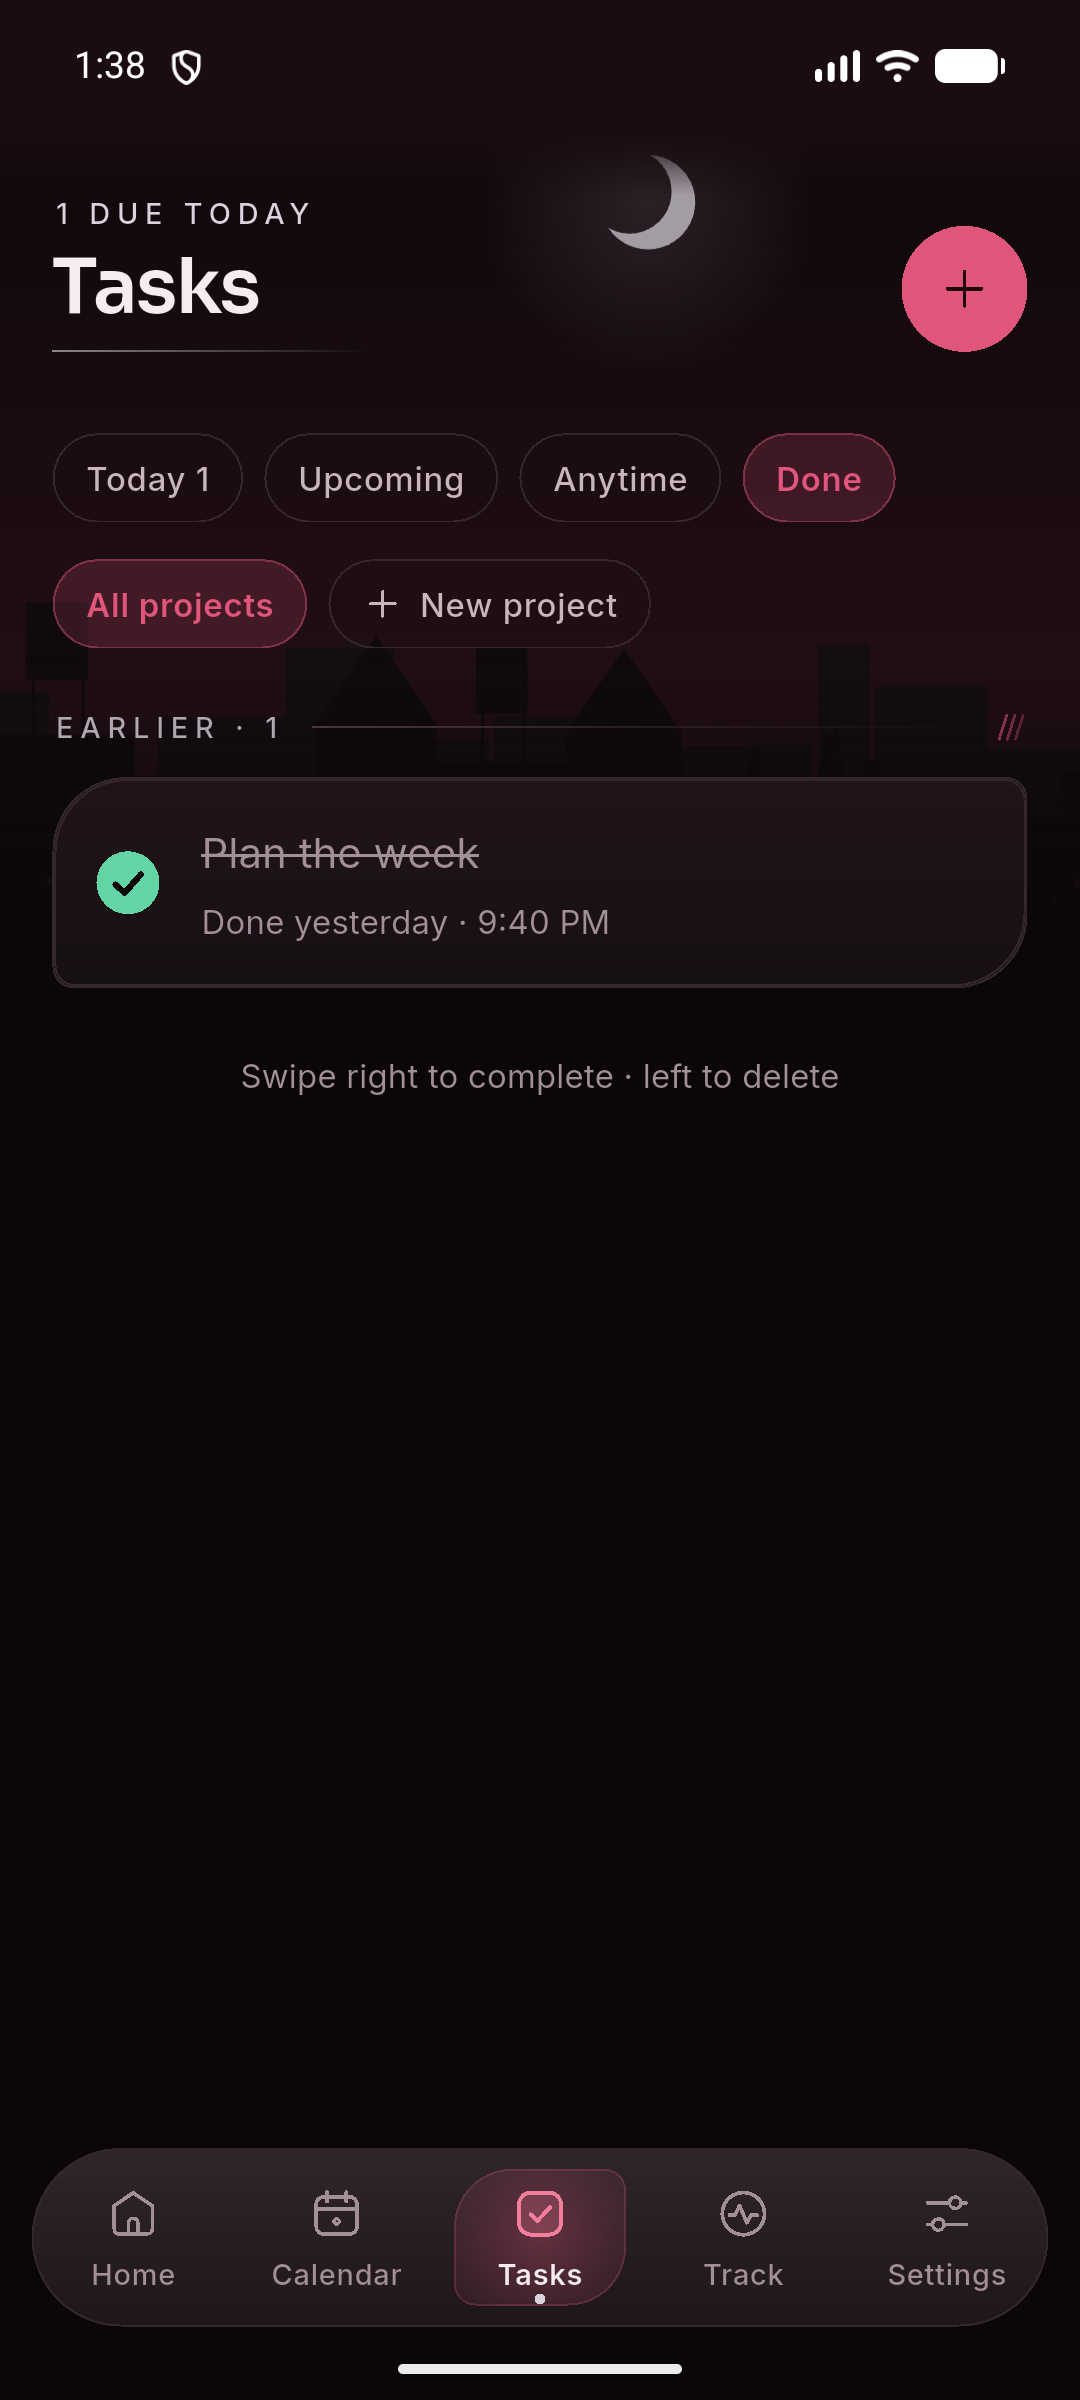 1:38
1 DUE TODAY
Tasks
Today 1 Upcoming Anytime Done
All projects New project
EARLIER · 1
Plan the week
Done yesterday · 9:40 PM
Swipe right to complete · left to delete
Home Calendar Tasks Track Settings